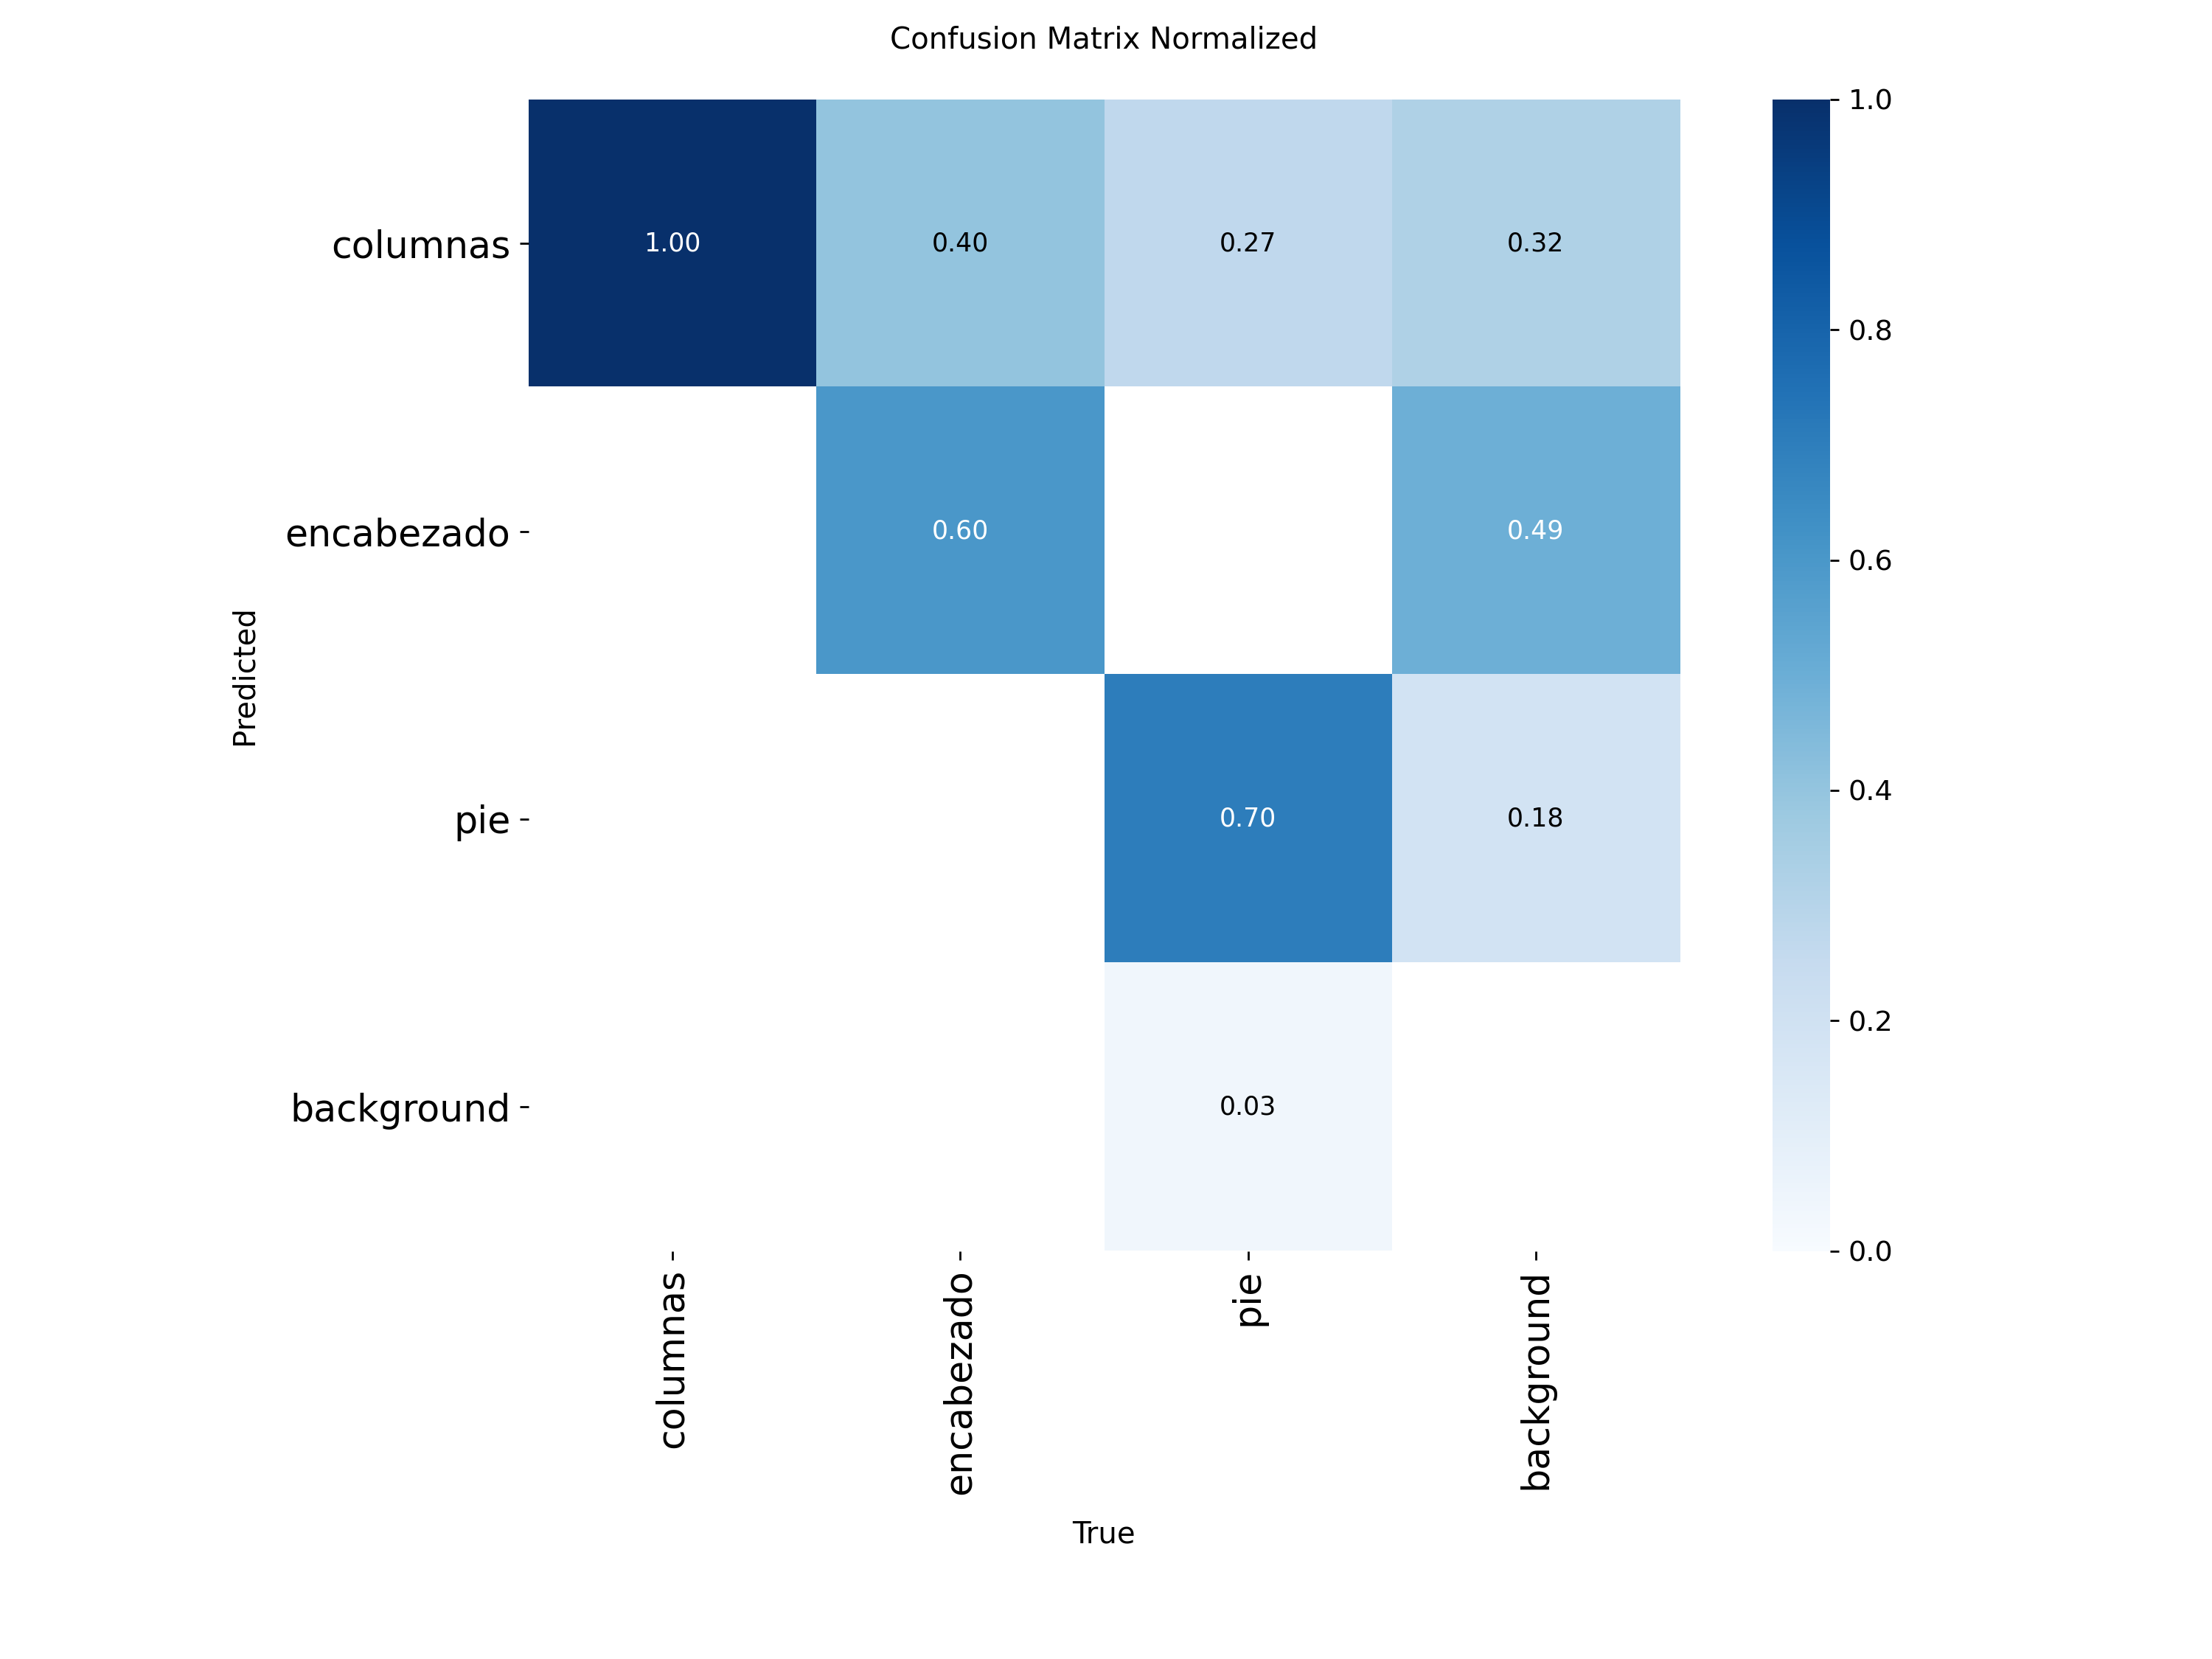 Confusion Matrix Normalized
columnas
1.00
0.40
0.27
0.32
encabezado
0.60
0.49
pie
0.70
0.18
background
0.03
Predicted
columnas
encabezado
pie
background
True
1.0
0.8
0.6
0.4
0.2
0.0